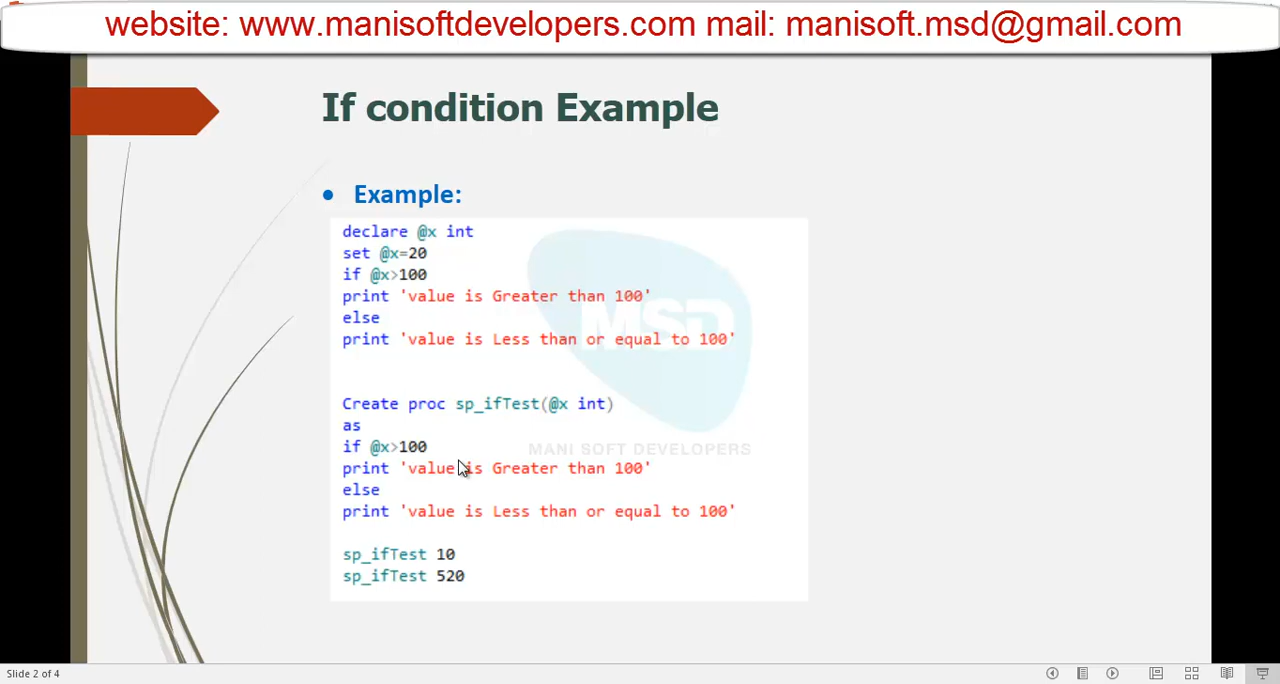 website: www.manisoftdevelopers.com mail: manisoft.msd@gmail.com
If condition Example
• Example:
declare @x int
set @x=20
if @x>100
print 'value is Greater than 100'
else
print 'value is Less than or equal to 100'
MSD
Create proc sp_ifTest(@x int)
as
if @x>100
MANI SOFT DEVELOPERS
print 'value is Greater than 100'
else
print 'value is Less than or equal to 100'
sp_ifTest 10
sp_ifTest 520
Slide 2 of 4